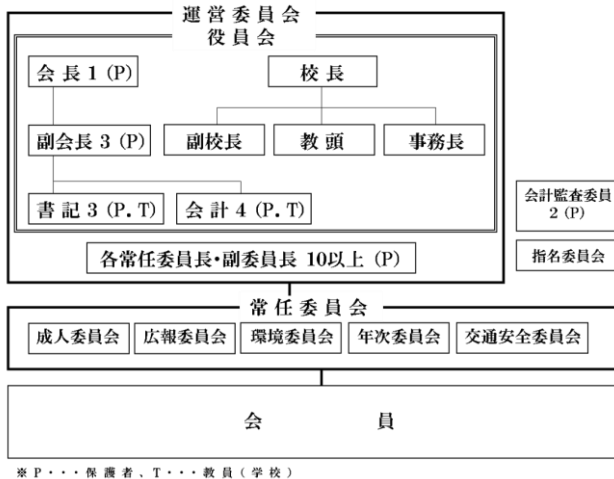 運営委員会
役員会
会長1（P）
校長
副会長3（P）
副校長
教頭
事務長
書記3（P．T）
会計4（P．T）
会計監査委員
2（P）
各常任委員長・副委員長 10以上（P）
指名委員会
常任委員会
成人委員会
広報委員会
環境委員会
年次委員会
交通安全委員会
会員
※P・・・保護者、T・・・教員（学校）